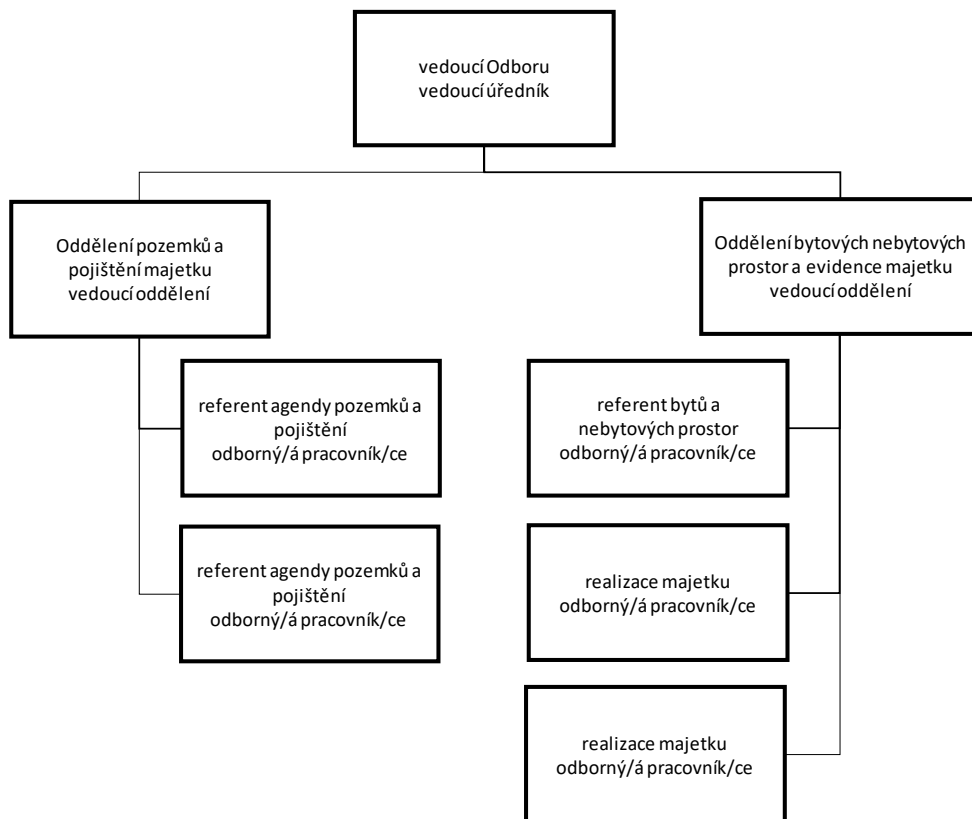 vedoucí Odboru
vedoucí úředník
Oddělení pozemků a
pojištění majetku
vedoucí oddělení
Oddělení bytových nebytových
prostor a evidence majetku
vedoucí oddělení
referent agendy pozemků a
pojištění
odborný/á pracovník/ce
referent bytů a
nebytových prostor
odborný/á pracovník/ce
referent agendy pozemků a
pojištění
odborný/á pracovník/ce
realizace majetku
odborný/á pracovník/ce
realizace majetku
odborný/á pracovník/ce